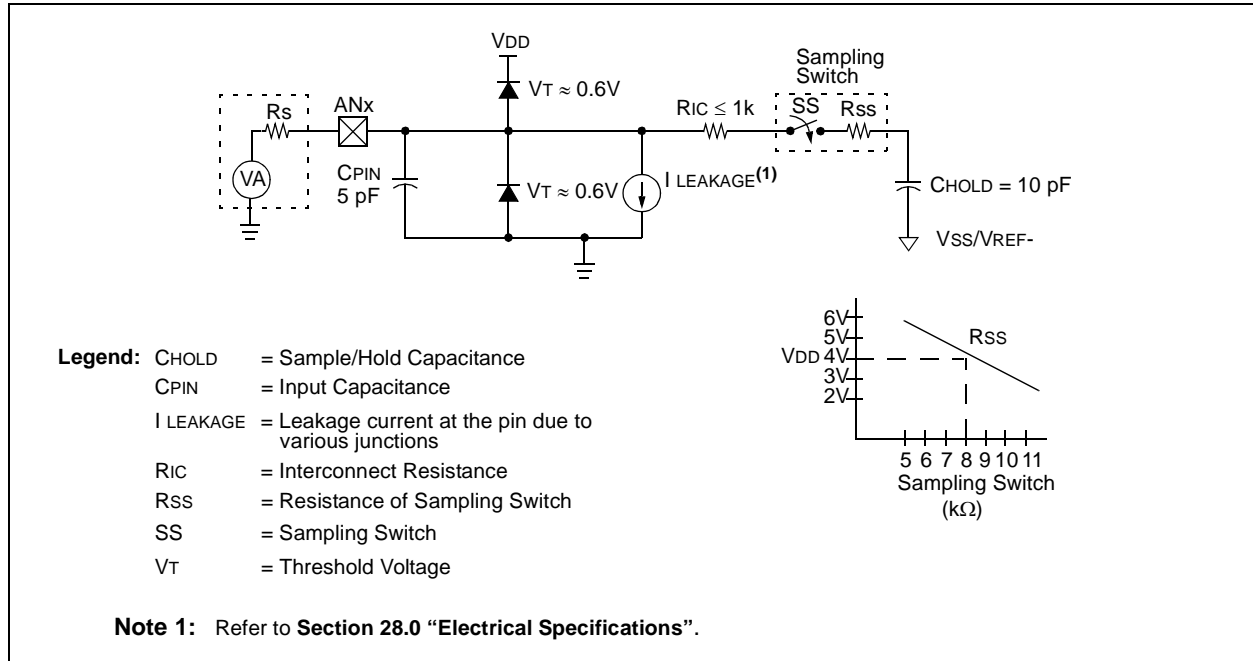 VDD
Sampling
Switch
VT ≈ 0.6V
RS
ANx
RIC ≤ 1k
SS
RSS
VA
CPIN
5 pF
VT ≈ 0.6V
I LEAKAGE(1)
CHOLD = 10 pF
VSS/VREF-
6V
5V
VDD 4V
3V
2V
RSS
5 6 7 8 9 10 11
Sampling Switch
(kΩ)
Legend: CHOLD = Sample/Hold Capacitance
CPIN = Input Capacitance
I LEAKAGE = Leakage current at the pin due to
various junctions
RIC = Interconnect Resistance
RSS = Resistance of Sampling Switch
SS = Sampling Switch
VT = Threshold Voltage
Note 1: Refer to Section 28.0 “Electrical Specifications”.